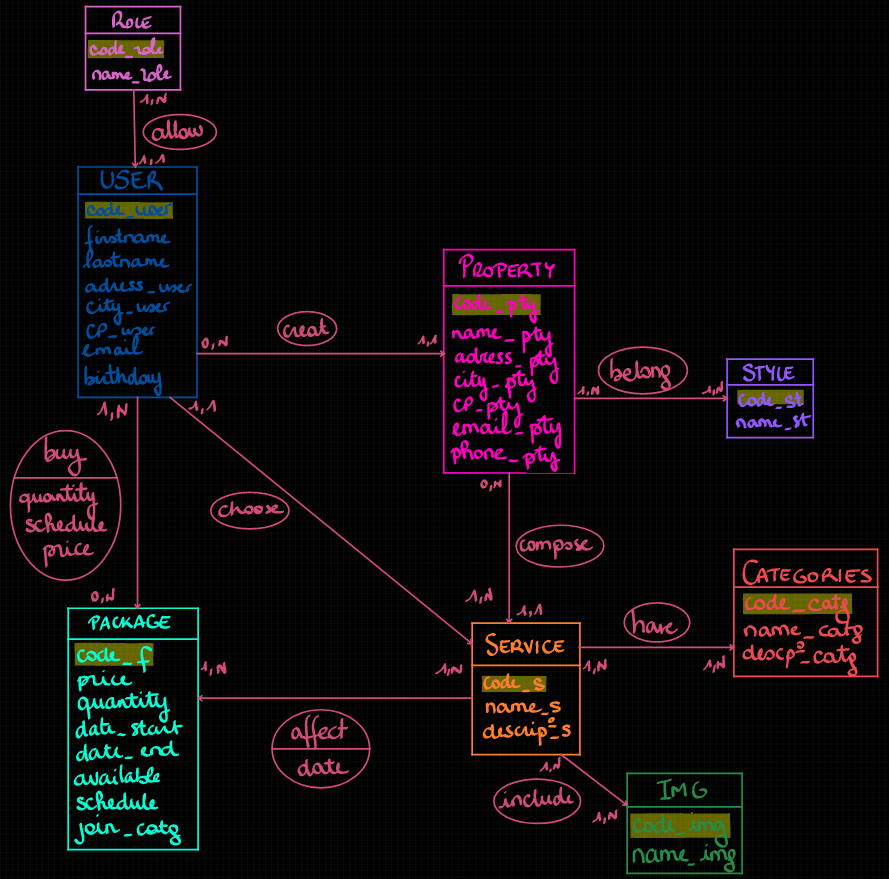 ROLE
code_role
name_role
1,N
allow
1,1
USER
code_user
firstname
lastname
adress_user
city_user
CP_user
email
birthday
0,N
creat
1,1
PROPERTY
code_pty
name_pty
adress_pty
city_pty
CP_pty
email_pty
phone_pty
1,N
belong
1,N
STYLE
code_st
name_st
1,N
1,1
buy
quantity
schedule
price
choose
0,N
compose
0,N
1,N
1,1
PACKAGE
code_f
price
quantity
date_start
date_end
available
schedule
join_catg
1,N
affect
date
1,N
SERVICE
code_s
name_s
descrip°_s
have
1,N
1,N
CATEGORIES
code_catg
name_catg
descp°_catg
1,N
include
1,N
IMG
code_img
name_img